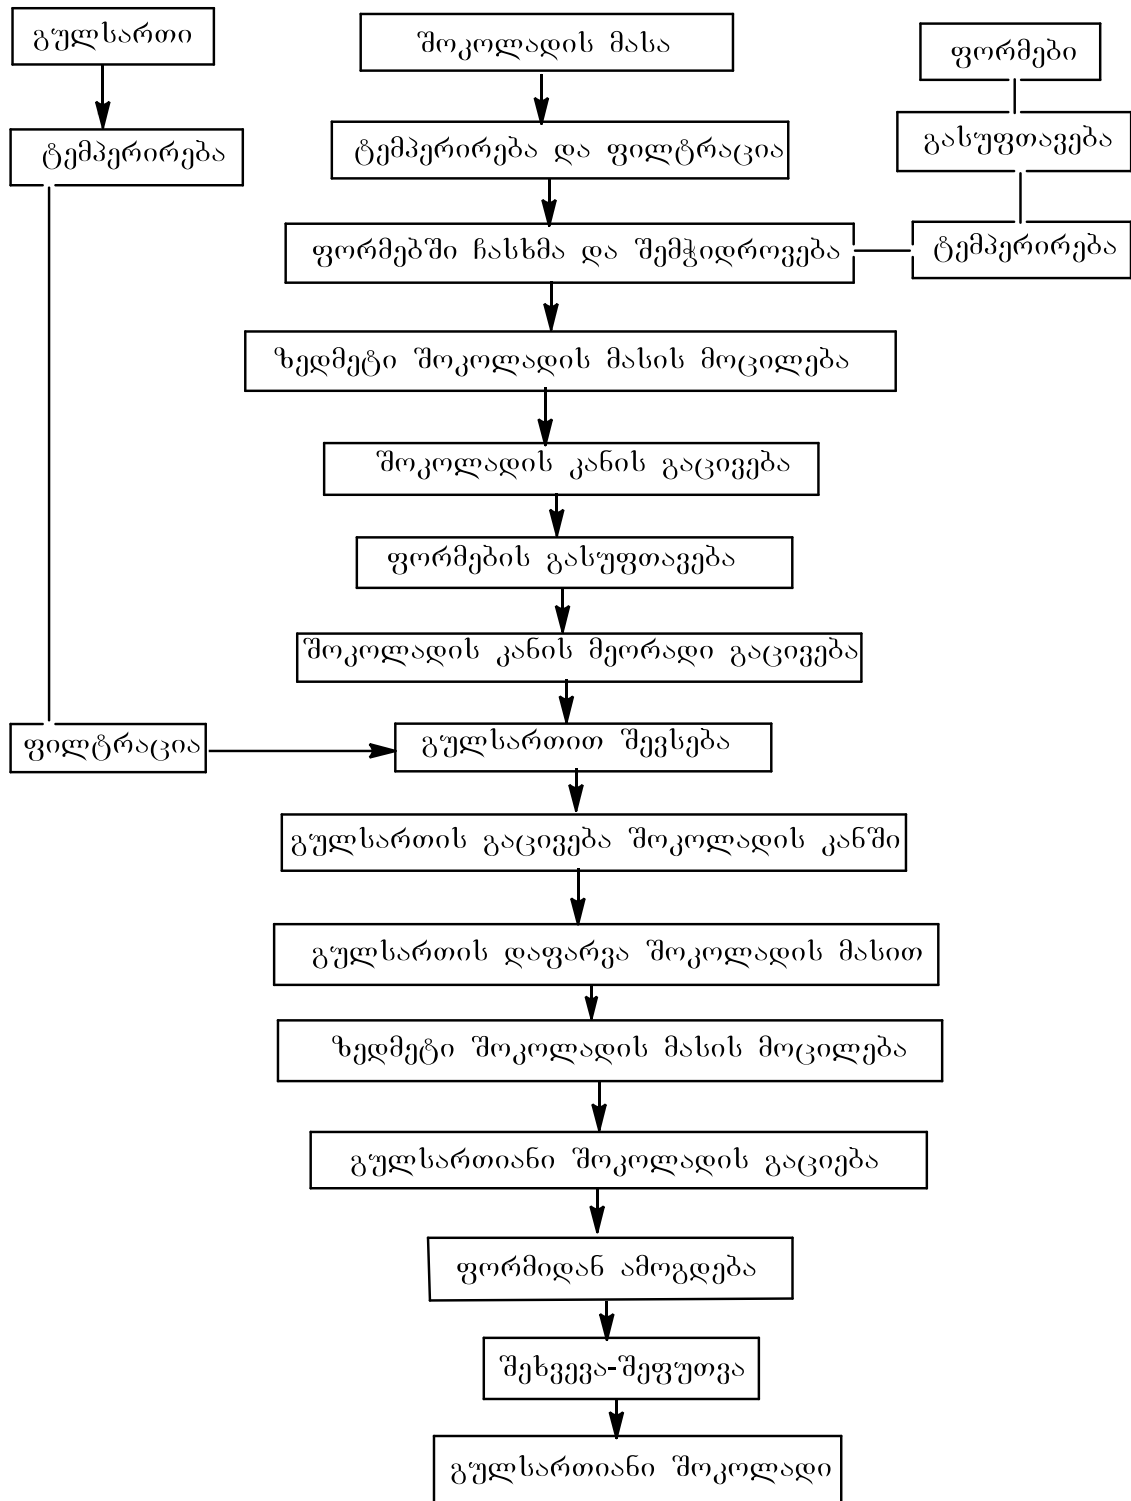 გულსართი
შოკოლადის მასა
ფორმები
ტემპერირება
ტემპერირება და ფილტრაცია
გასუფთავება
ფორმებში ჩასხმა და შემჭიდროვება
ტემპერირება
ზედმეტი შოკოლადის მასის მოცილება
შოკოლადის კანის გაცივება
ფორმების გასუფთავება
შოკოლადის კანის მეორადი გაცივება
ფილტრაცია
გულსართით შევსება
გულსართის გაცივება შოკოლადის კანში
გულსართის დაფარვა შოკოლადის მასით
ზედმეტი შოკოლადის მასის მოცილება
გულსართიანი შოკოლადის გაციება
ფორმიდან ამოგდება
შეხვევა-შეფუთვა
გულსართიანი შოკოლადი